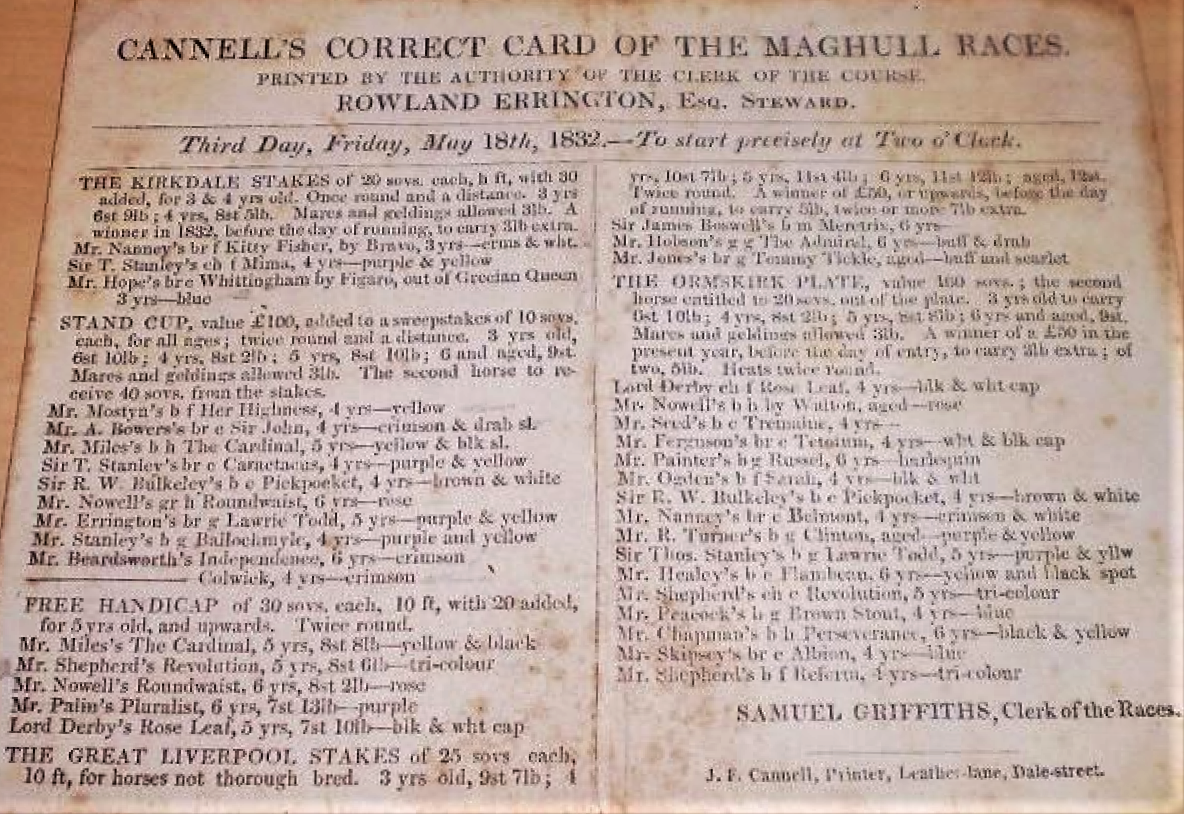 CANNELL'S CORRECT CARD OF THE MAGHULL RACES.
PRINTED BY THE AUTHORITY OF THE CLERK OF THE COURSE.
ROWLAND ERRINGTON, Esq. Steward.
Third Day, Friday, May 18th, 1832.—To start precisely at Two o'Clock.
THE KIRKDALE STAKES of 20 sovs. each, h ft, with 30
added, for 3 & 4 yrs old. Once round and a distance. 3 yrs
6st 9lb; 4 yrs, 8st 5lb. Mares and geldings allowed 3lb. A
winner in 1832, before the day of running, to carry 3lb extra.
Mr. Nanney's br f Kitty Fisher, by Bravo, 3 yrs—crms & wht.
Sir T. Stanley's ch f Mima, 4 yrs—purple & yellow
Mr. Hope's br c Whittingham by Figaro, out of Grecian Queen
3 yrs—blue
STAND CUP, value £100, added to a sweepstakes of 10 sovs.
each, for all ages; twice round and a distance. 3 yrs old,
6st 10lb; 4 yrs, 8st 2lb; 5 yrs, 8st 10lb; 6 and aged, 9st.
Mares and geldings allowed 3lb. The second horse to re-
ceive 40 sovs. from the stakes.
Mr. Mostyn's b f Her Highness, 4 yrs—yellow
Mr. A. Bowers's br c Sir John, 4 yrs—crimson & drab sl.
Mr. Miles's b h The Cardinal, 5 yrs—yellow & blk sl.
Sir T. Stanley's br c Caractacus, 4 yrs—purple & yellow
Sir R. W. Bulkeley's b c Pickpocket, 4 yrs—brown & white
Mr. Nowell's gr h Roundwaist, 6 yrs—rose
Mr. Errington's br g Lawrie Todd, 5 yrs—purple & yellow
Mr. Stanley's b g Ballochmyle, 4 yrs—purple and yellow
Mr. Beardsworth's Independence, 6 yrs—crimson
——— Colwick, 4 yrs—crimson
FREE HANDICAP of 30 sovs. each, 10 ft, with 20 added,
for 5 yrs old, and upwards. Twice round.
Mr. Miles's The Cardinal, 5 yrs, 8st 8lb—yellow & black
Mr. Shepherd's Revolution, 5 yrs, 8st 6lb—tri-colour
Mr. Nowell's Roundwaist, 6 yrs, 8st 2lb—rose
Mr. Palin's Pluralist, 6 yrs, 7st 13lb—purple
Lord Derby's Rose Leaf, 5 yrs, 7st 10lb—blk & wht cap
THE GREAT LIVERPOOL STAKES of 25 sovs each,
10 ft, for horses not thorough bred. 3 yrs old, 9st 7lb; 4
yrs, 10st 7lb; 5 yrs, 11st 4lb; 6 yrs, 11st 12lb; aged, 12st.
Twice round. A winner of £50, or upwards, before the day
of running, to carry 5lb, twice or more 7lb extra.
Sir James Boswell's b m Meretrix, 6 yrs—
Mr. Hobson's g g The Admiral, 6 yrs—buff & drab
Mr. Jones's br g Tommy Tickle, aged—buff and scarlet
THE ORMSKIRK PLATE, value 100 sovs.; the second
horse entitled to 20 sovs. out of the plate. 3 yrs old to carry
6st 10lb; 4 yrs, 8st 2lb; 5 yrs, 8st 8lb; 6 yrs and aged, 9st.
Mares and geldings allowed 3lb. A winner of a £50 in the
present year, before the day of entry, to carry 3lb extra; of
two, 5lb. Heats twice round.
Lord Derby ch f Rose Leaf, 4 yrs—blk & wht cap
Mr. Nowell's b h by Walton, aged—rose
Mr. Seed's b c Tremaine, 4 yrs—
Mr. Ferguson's br c Tetotum, 4 yrs—wht & blk cap
Mr. Painter's b g Russel, 6 yrs—harlequin
Mr. Ogden's b f Sarah, 4 yrs—blk & wht
Sir R. W. Bulkeley's b c Pickpocket, 4 yrs—brown & white
Mr. Nanney's br c Belmont, 4 yrs—crimson & white
Mr. R. Turner's b g Clinton, aged—purple & yellow
Sir Thos. Stanley's b g Lawrie Todd, 5 yrs—purple & yllw
Mr. Healey's b c Flambeau, 6 yrs—yellow and black spot
Mr. Shepherd's ch c Revolution, 5 yrs—tri-colour
Mr. Peacock's b g Brown Stout, 4 yrs—blue
Mr. Chapman's b h Perseverance, 6 yrs—black & yellow
Mr. Skipsey's br c Albion, 4 yrs—blue
Mr. Shepherd's b f Reform, 4 yrs—tri-colour
SAMUEL GRIFFITHS, Clerk of the Races.
J. F. Cannell, Printer, Leather-lane, Dale-street.